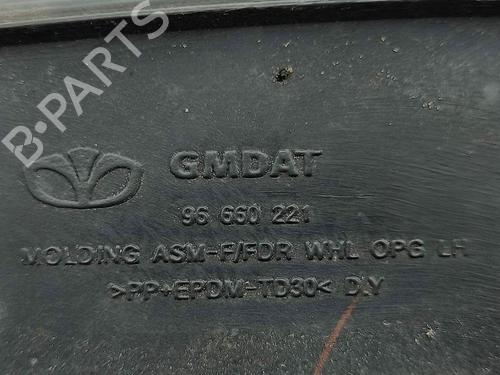 B-PARTS
GMDAT
96 660 221
MOLDING ASM-F/FDR WHL OPG LH
>PP+EPDM-TD30< D.Y